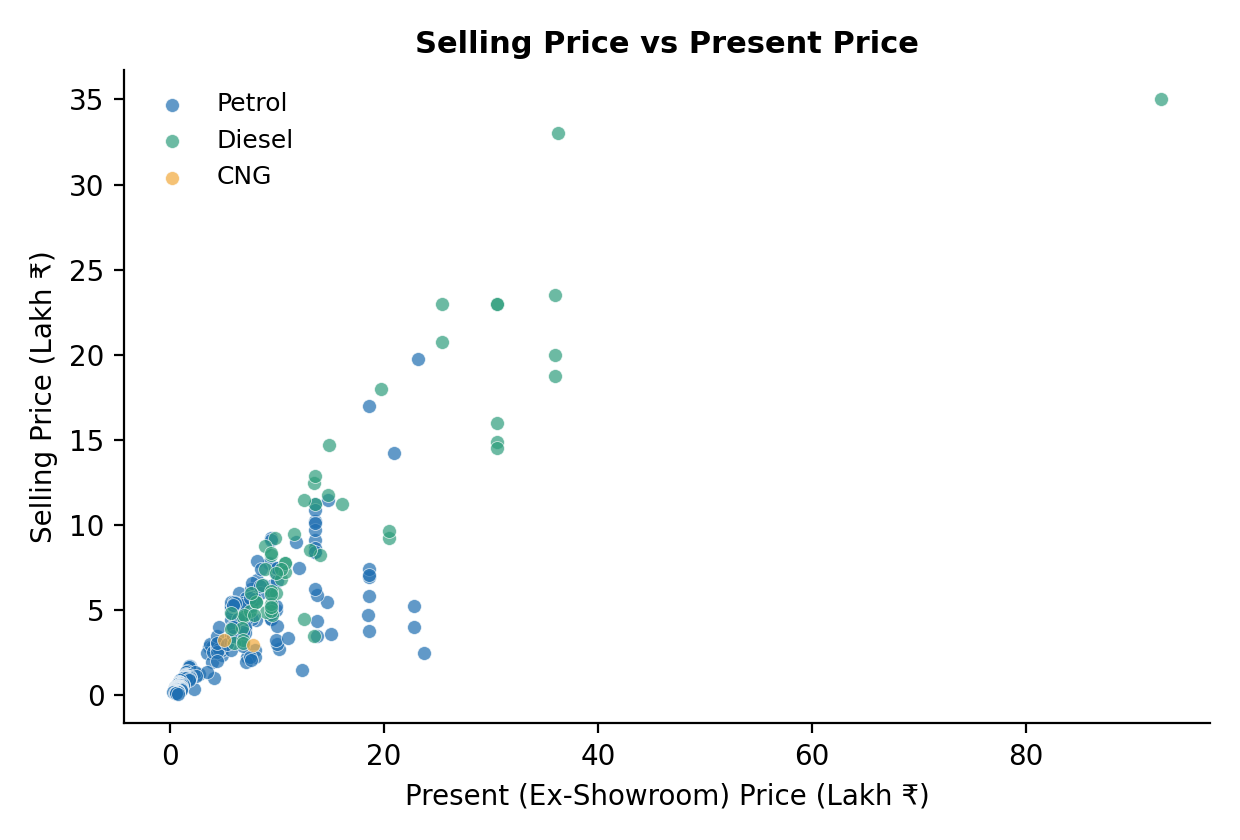 Selling Price vs Present Price
Petrol
Diesel
CNG
35
30
25
20
15
10
5
0
Selling Price (Lakh ₹)
0 20 40 60 80
Present (Ex-Showroom) Price (Lakh ₹)